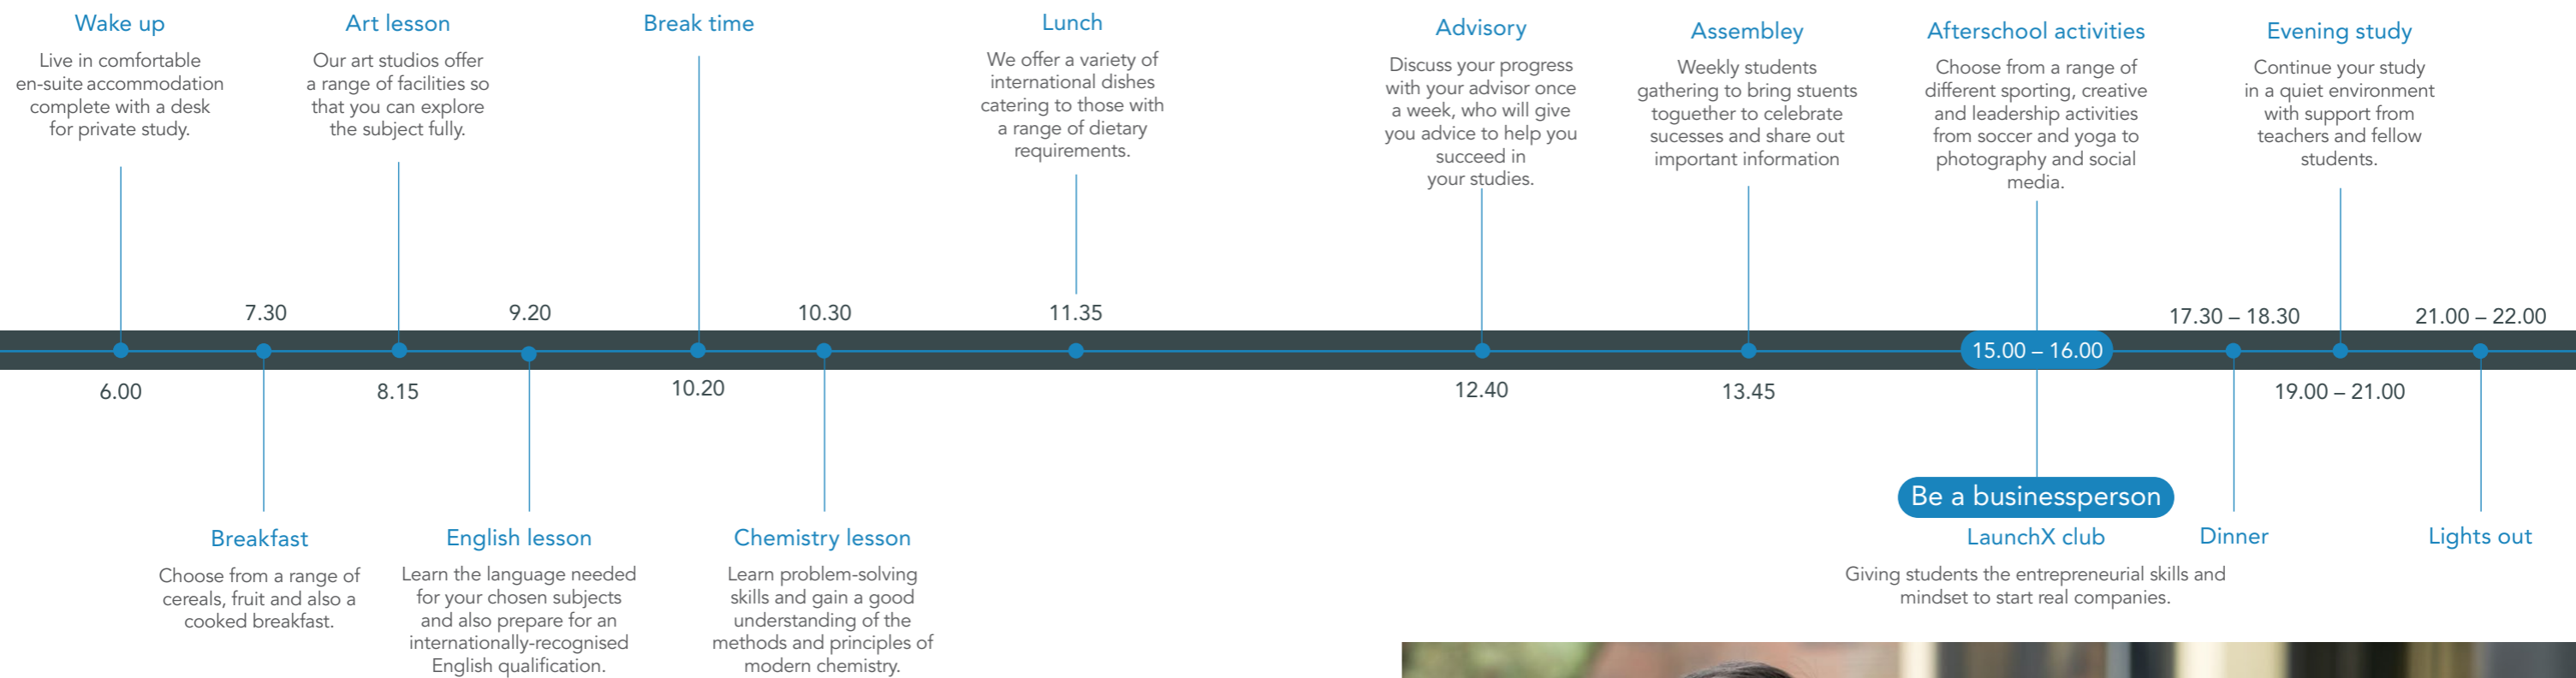 Wake up
Live in comfortable
en-suite accommodation
complete with a desk
for private study.
Art lesson
Our art studios offer
a range of facilities so
that you can explore
the subject fully.
Break time
Lunch
We offer a variety of
international dishes
catering to those with
a range of dietary
requirements.
Advisory
Discuss your progress
with your advisor once
a week, who will give
you advice to help you
succeed in
your studies.
Assembley
Weekly students
gathering to bring stuents
toguether to celebrate
sucesses and share out
important information
Afterschool activities
Choose from a range of
different sporting, creative
and leadership activities
from soccer and yoga to
photography and social
media.
Evening study
Continue your study
in a quiet environment
with support from
teachers and fellow
students.
7.30
9.20
10.30
11.35
17.30 – 18.30
21.00 – 22.00
15.00 – 16.00
6.00
8.15
10.20
12.40
13.45
19.00 – 21.00
Breakfast
Choose from a range of
cereals, fruit and also a
cooked breakfast.
English lesson
Learn the language needed
for your chosen subjects
and also prepare for an
internationally-recognised
English qualification.
Chemistry lesson
Learn problem-solving
skills and gain a good
understanding of the
methods and principles of
modern chemistry.
Be a businessperson
LaunchX club
Giving students the entrepreneurial skills and
mindset to start real companies.
Dinner
Lights out